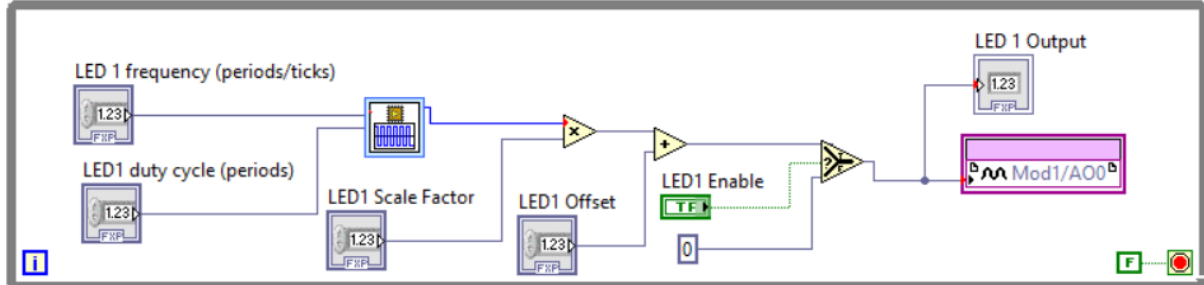 LED 1 Output
LED 1 frequency (periods/ticks)
1.23
FXP
1.23
FXP
LED1 duty cycle (periods)
1.23
FXP
LED1 Scale Factor
1.23
FXP
LED1 Offset
1.23
FXP
x
+
LED1 Enable
TF
?
T
F
0
Mod1/AO0
i
F